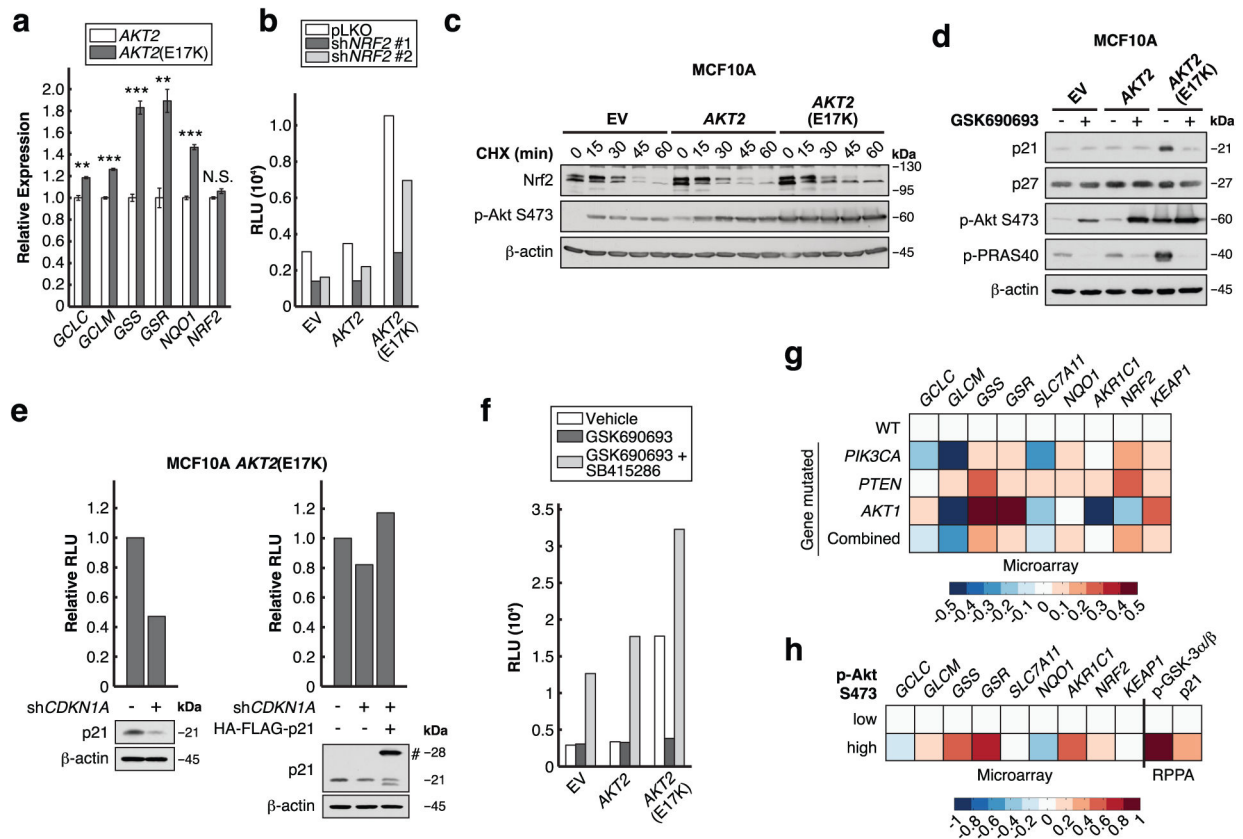 a
AKT2
AKT2(E17K)
Relative Expression
2.0
1.8
1.6
1.4
1.2
1.0
0.8
0.6
0.4
0.2
0
** *** *** ** *** N.S.
GCLC GCLM GSS GSR NQO1 NRF2
b
pLKO
shNRF2 #1
shNRF2 #2
RLU (10⁴)
1.0
0.8
0.6
0.4
0.2
0
EV AKT2 AKT2 (E17K)
c
MCF10A
EV AKT2 AKT2 (E17K)
CHX (min) 0 15 30 45 60 0 15 30 45 60 0 15 30 45 60 kDa
Nrf2 –130
–95
p-Akt S473 –60
β-actin –45
d
MCF10A
EV AKT2 AKT2 (E17K)
GSK690693 - + - + - + kDa
p21 –21
p27 –27
p-Akt S473 –60
p-PRAS40 –40
β-actin –45
e
MCF10A AKT2(E17K)
Relative RLU
1.4
1.2
1.0
0.8
0.6
0.4
0.2
0
shCDKN1A - + kDa
p21 –21
β-actin –45
Relative RLU
1.4
1.2
1.0
0.8
0.6
0.4
0.2
0
shCDKN1A - + +
HA-FLAG-p21 - - + kDa
# –28
p21 –21
β-actin –45
f
Vehicle
GSK690693
GSK690693 +
SB415286
RLU (10⁴)
3.5
3
2.5
2
1.5
1
0.5
0
EV AKT2 AKT2 (E17K)
g
GCLC GLCM GSS GSR SLC7A11 NQO1 AKR1C1 NRF2 KEAP1
Gene mutated
WT
PIK3CA
PTEN
AKT1
Combined
Microarray
-0.5 -0.4 -0.3 -0.2 -0.1 0 0.1 0.2 0.3 0.4 0.5
h
p-Akt
S473
GCLC GLCM GSS GSR SLC7A11 NQO1 AKR1C1 NRF2 KEAP1 p-GSK-3α/β p21
low
high
Microarray RPPA
-1 -0.8 -0.6 -0.4 -0.2 0 0.2 0.4 0.6 0.8 1